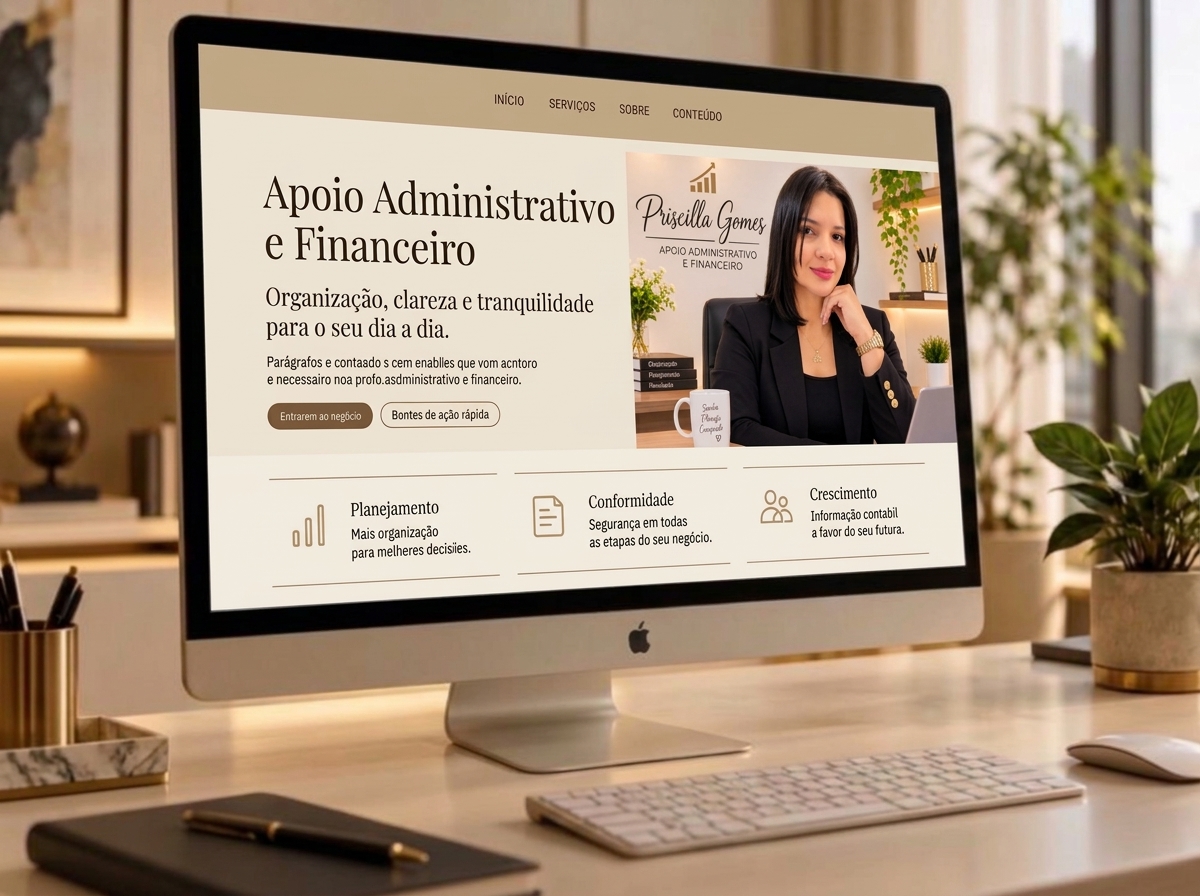 INÍCIO SERVIÇOS SOBRE CONTEÚDO
Apoio Administrativo
e Financeiro
Organização, clareza e tranquilidade
para o seu dia a dia.
Parágrafos e contaado s cem enablles que vom acntoro
e necessairo noa profo.asdministrativo e financeiro.
Entrarem ao negócio
Bontes de ação rápida
Priscilla Gomes
APOIO ADMINISTRATIVO
E FINANCEIRO
Planejamento
Mais organização
para melhores decisiies.
Conformidade
Segurança em todas
as etapas do seu negócio.
Crescimento
Informação contabil
a favor do seu futura.